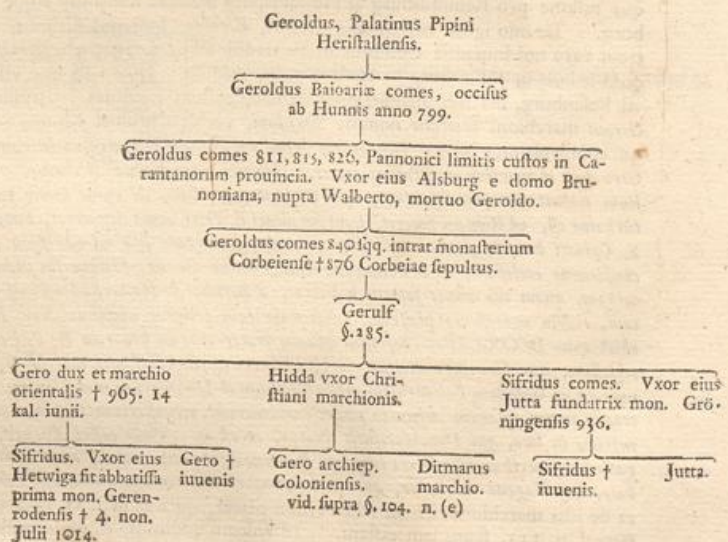 Geroldus, Palatinus Pipini
Heriſtallenſis.
Geroldus Baioariæ comes, occiſus
ab Hunnis anno 799.
Geroldus comes 811, 815, 826, Pannonici limitis cuſtos in Ca-
rantanorum prouincia. Vxor eius Alsburg e domo Bru-
noniana, nupta Walberto, mortuo Geroldo.
Geroldus comes 840 ſqq. intrat monaſterium
Corbeienſe † 876 Corbeiae ſepultus.
Gerulf
§. 285.
Gero dux et marchio
orientalis † 965. 14
kal. iunii.
Hidda vxor Chri-
ſtiani marchionis.
Sifridus comes. Vxor eius
Jutta fundatrix mon. Grö-
ningenſis 936.
Sifridus. Vxor eius
Hetwiga fit abbatiſſa
prima mon. Geren-
rodenſis † 4. non.
Julii 1014.
Gero †
iuuenis
Gero archiep.
Colonienſis.
vid. ſupra §. 104.
Ditmarus
marchio.
n. (e)
Sifridus †
iuuenis.
Jutta.